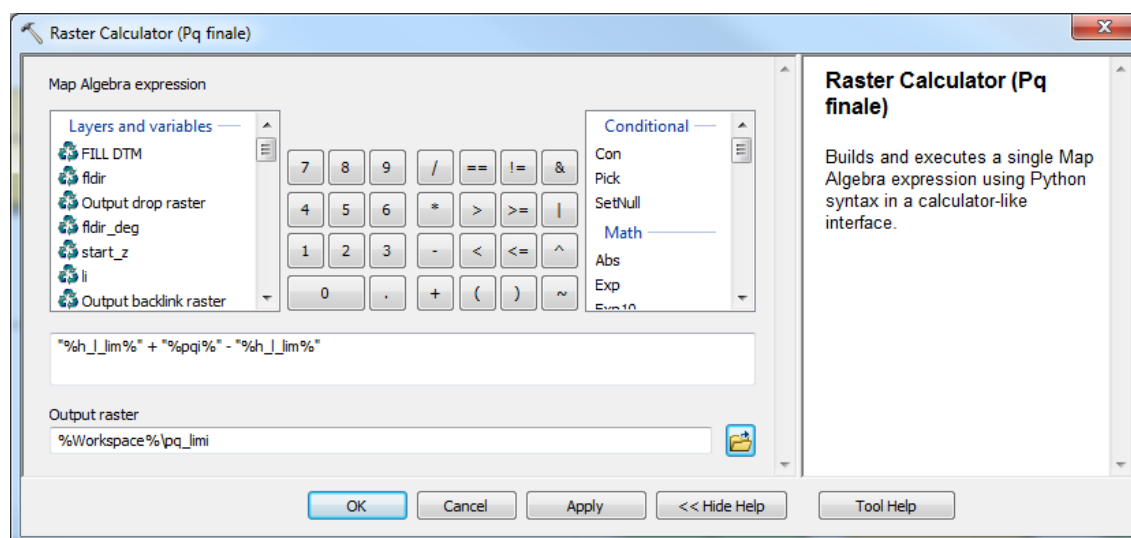 Raster Calculator (Pq finale)
Map Algebra expression
Layers and variables
FILL DTM
fldir
Output drop raster
fldir_deg
start_z
li
Output backlink raster
7 8 9 / == != &
4 5 6 * > >= |
1 2 3 - < <= ^
0 . + ( ) ~
Conditional
Con
Pick
SetNull
Math
Abs
Exp
Exp10
"%h_l_lim%" + "%pqi%" - "%h_l_lim%"
Output raster
%Workspace%\pq_limi
OK
Cancel
Apply
<< Hide Help
Tool Help
Raster Calculator (Pq
finale)
Builds and executes a single Map
Algebra expression using Python
syntax in a calculator-like
interface.